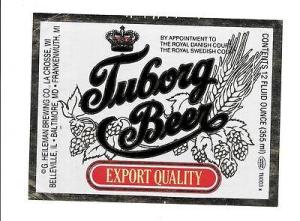 BY APPOINTMENT TO
THE ROYAL DANISH COURT
THE ROYAL SWEDISH COURT
Tuborg
Beer
EXPORT QUALITY
© G. HEILEMAN BREWING CO., LA CROSSE, WI
BELLEVILLE, IL • BALTIMORE, MD • FRANKENMUTH, MI
CONTENTS 12 FLUID OUNCE (355 ml)